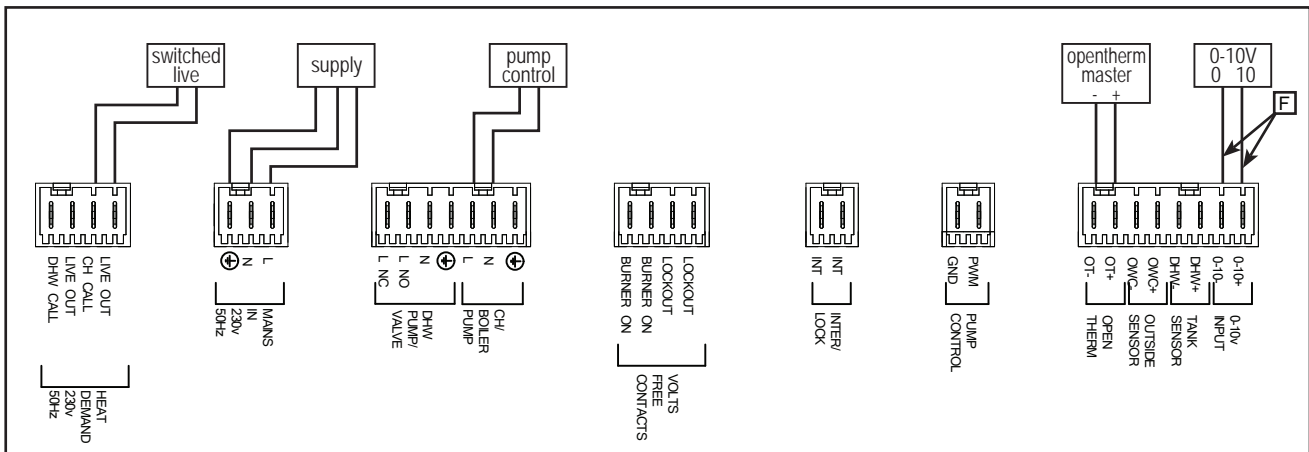 switched
live
supply
pump
control
opentherm
master
- +
0-10V
0 10
F
DHW CALL
LIVE OUT
CH CALL
LIVE OUT
HEAT
DEMAND
230v
50Hz
N
L
MAINS
IN
230v
50Hz
L NC
L NO
N
L
N
DHW
PUMP/
VALVE
CH/
BOILER
PUMP
BURNER ON
BURNER ON
LOCKOUT
LOCKOUT
VOLTS
FREE
CONTACTS
INT
INT
INTER/
LOCK
GND
PWM
PUMP
CONTROL
OT-
OT+
OWC-
OWC+
DHW-
DHW+
0-10-
0-10+
OPEN
THERM
OUTSIDE
SENSOR
TANK
SENSOR
0-10v
INPUT